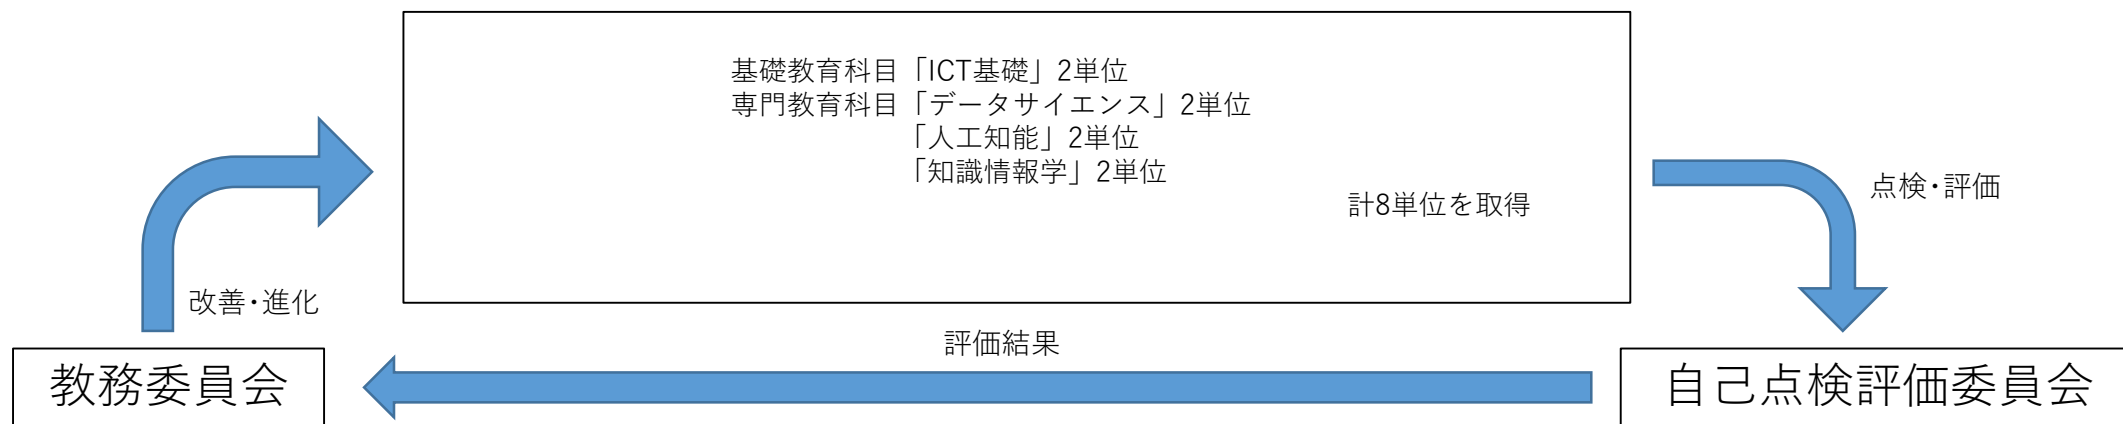 基礎教育科目「ICT基礎」2単位
専門教育科目「データサイエンス」2単位
「人工知能」2単位
「知識情報学」2単位
計8単位を取得
点検・評価
改善・進化
評価結果
教務委員会
自己点検評価委員会